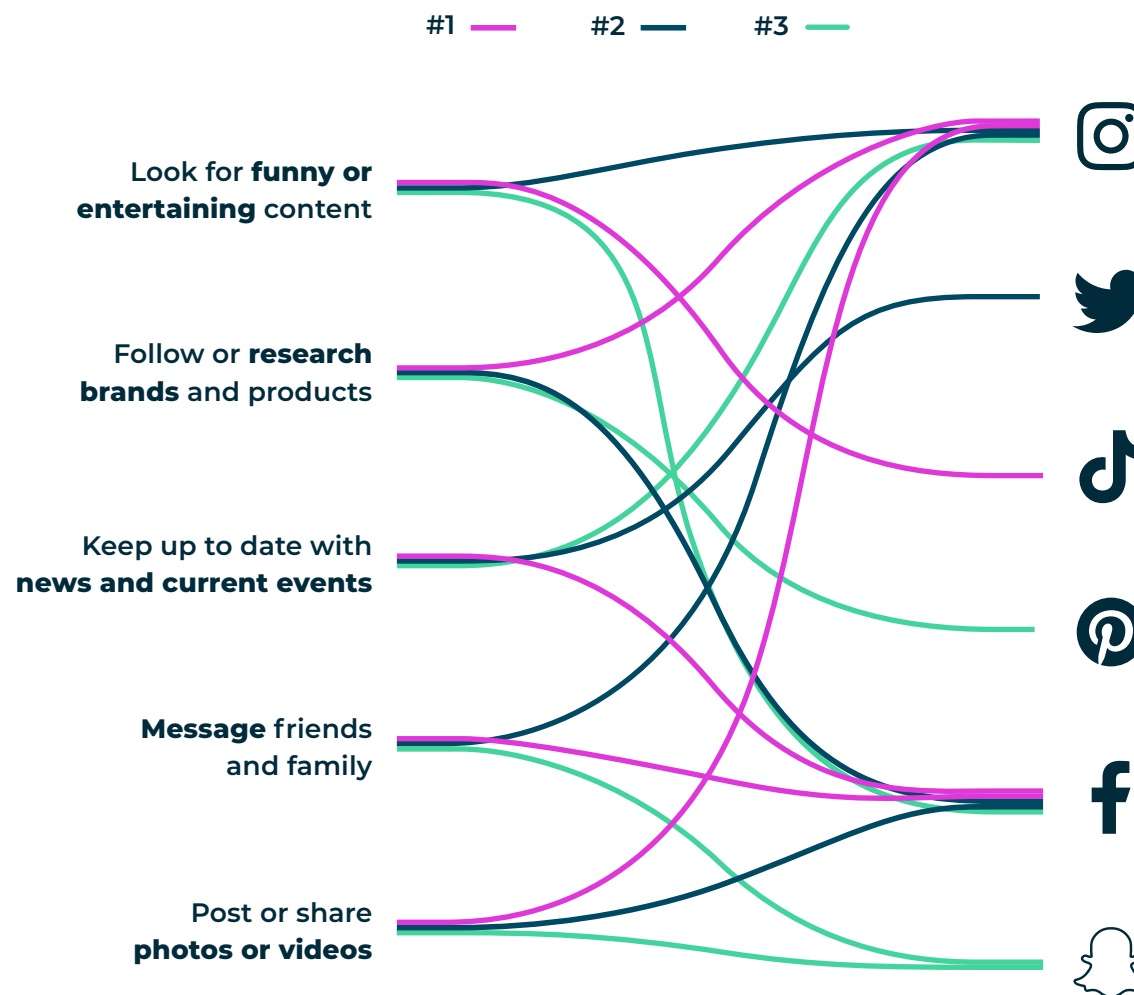 #1 #2 #3
Look for funny or
entertaining content
Follow or research
brands and products
Keep up to date with
news and current events
Message friends
and family
Post or share
photos or videos